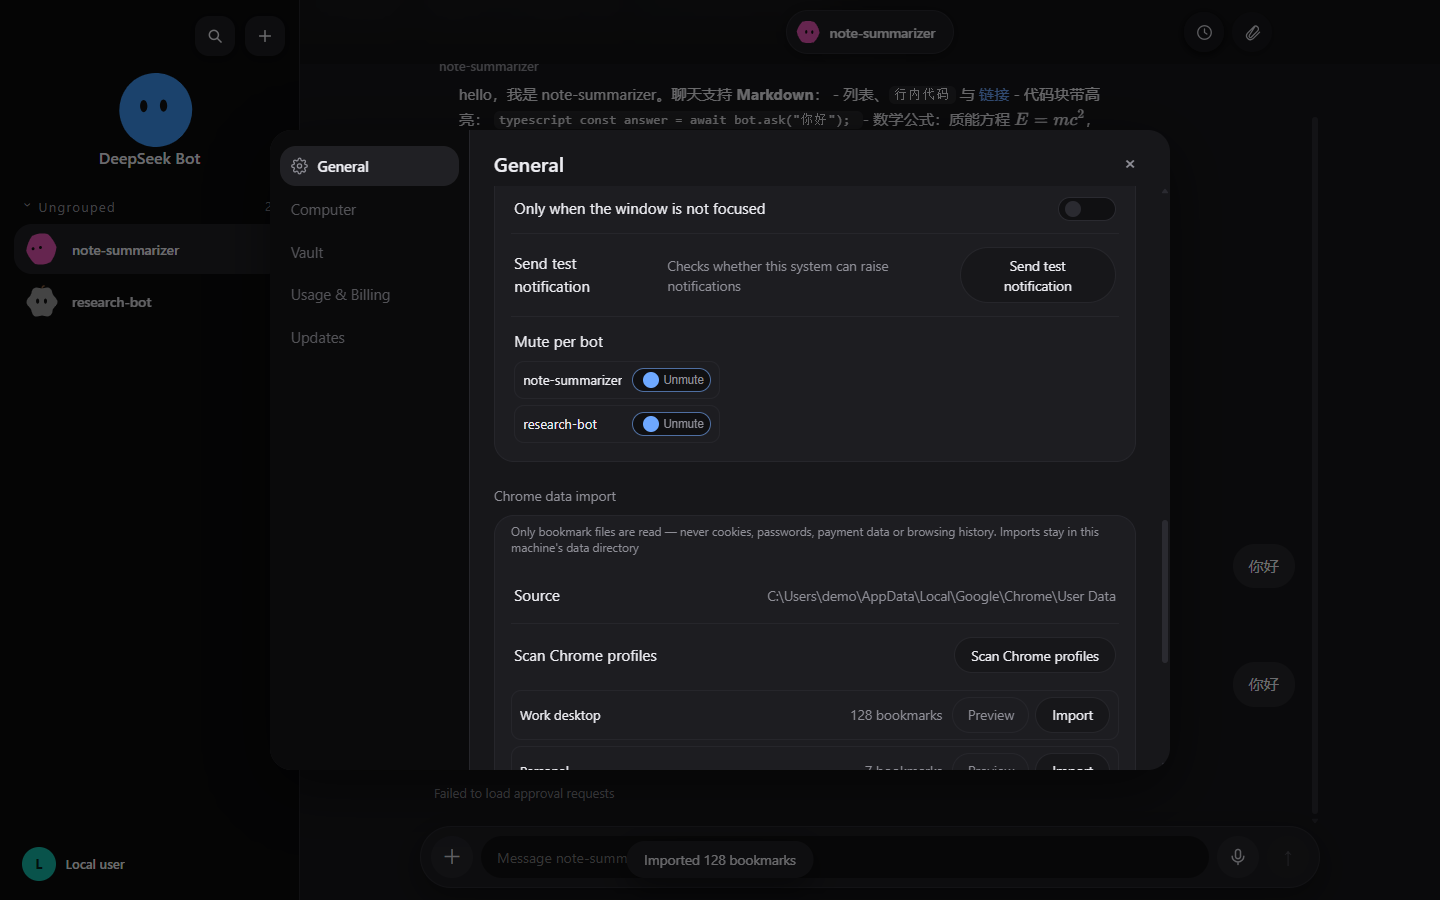 note-summarizer
DeepSeek Bot
Ungrouped
note-summarizer
research-bot
Local user
L
note-summarizer
hello，我是 note-summarizer。聊天支持 Markdown： - 列表、 行内代码 与 链接 - 代码块带高
亮： typescript const answer = await bot.ask("你好"); - 数学公式：质能方程 E = mc²，
General
Computer
Vault
Usage & Billing
Updates
General
Only when the window is not focused
Send test
notification
Checks whether this system can raise
notifications
Send test
notification
Mute per bot
note-summarizer
Unmute
research-bot
Unmute
Chrome data import
Only bookmark files are read — never cookies, passwords, payment data or browsing history. Imports stay in this
machine's data directory
Source
C:\Users\demo\AppData\Local\Google\Chrome\User Data
Scan Chrome profiles
Scan Chrome profiles
Work desktop
128 bookmarks
Preview
Import
Personal
7 bookmarks
Preview
Import
你好
你好
Failed to load approval requests
Message note-summ
Imported 128 bookmarks